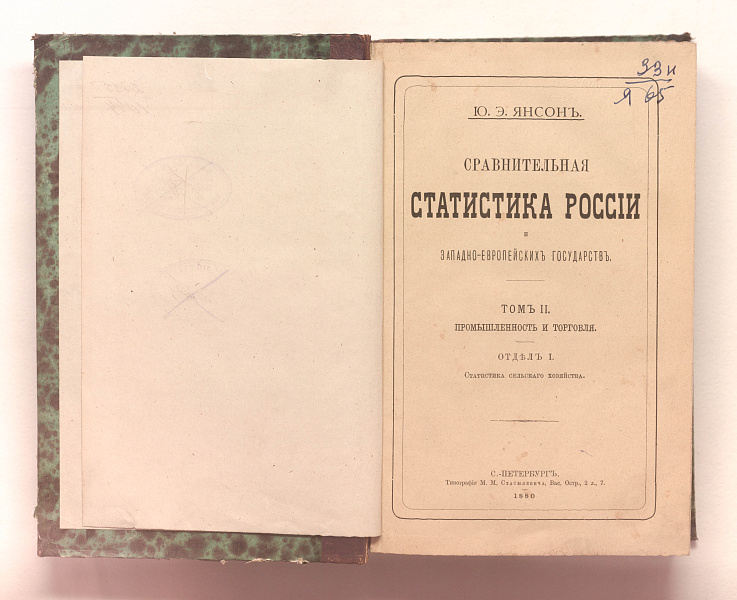 33и
Я 65
Ю. Э. ЯНСОНЪ.
СРАВНИТЕЛЬНАЯ
СТАТИСТИКА РОССІИ
и
ЗАПАДНО-ЕВРОПЕЙСКИХЪ ГОСУДАРСТВЪ.
ТОМЪ II.
ПРОМЫШЛЕННОСТЬ И ТОРГОВЛЯ.
ОТДѢЛЪ I.
Статистика сельскаго хозяйства.
С.-ПЕТЕРБУРГЪ.
Типографія М. М. Стасюлевича, Вас. Остр., 2 л., 7.
1880